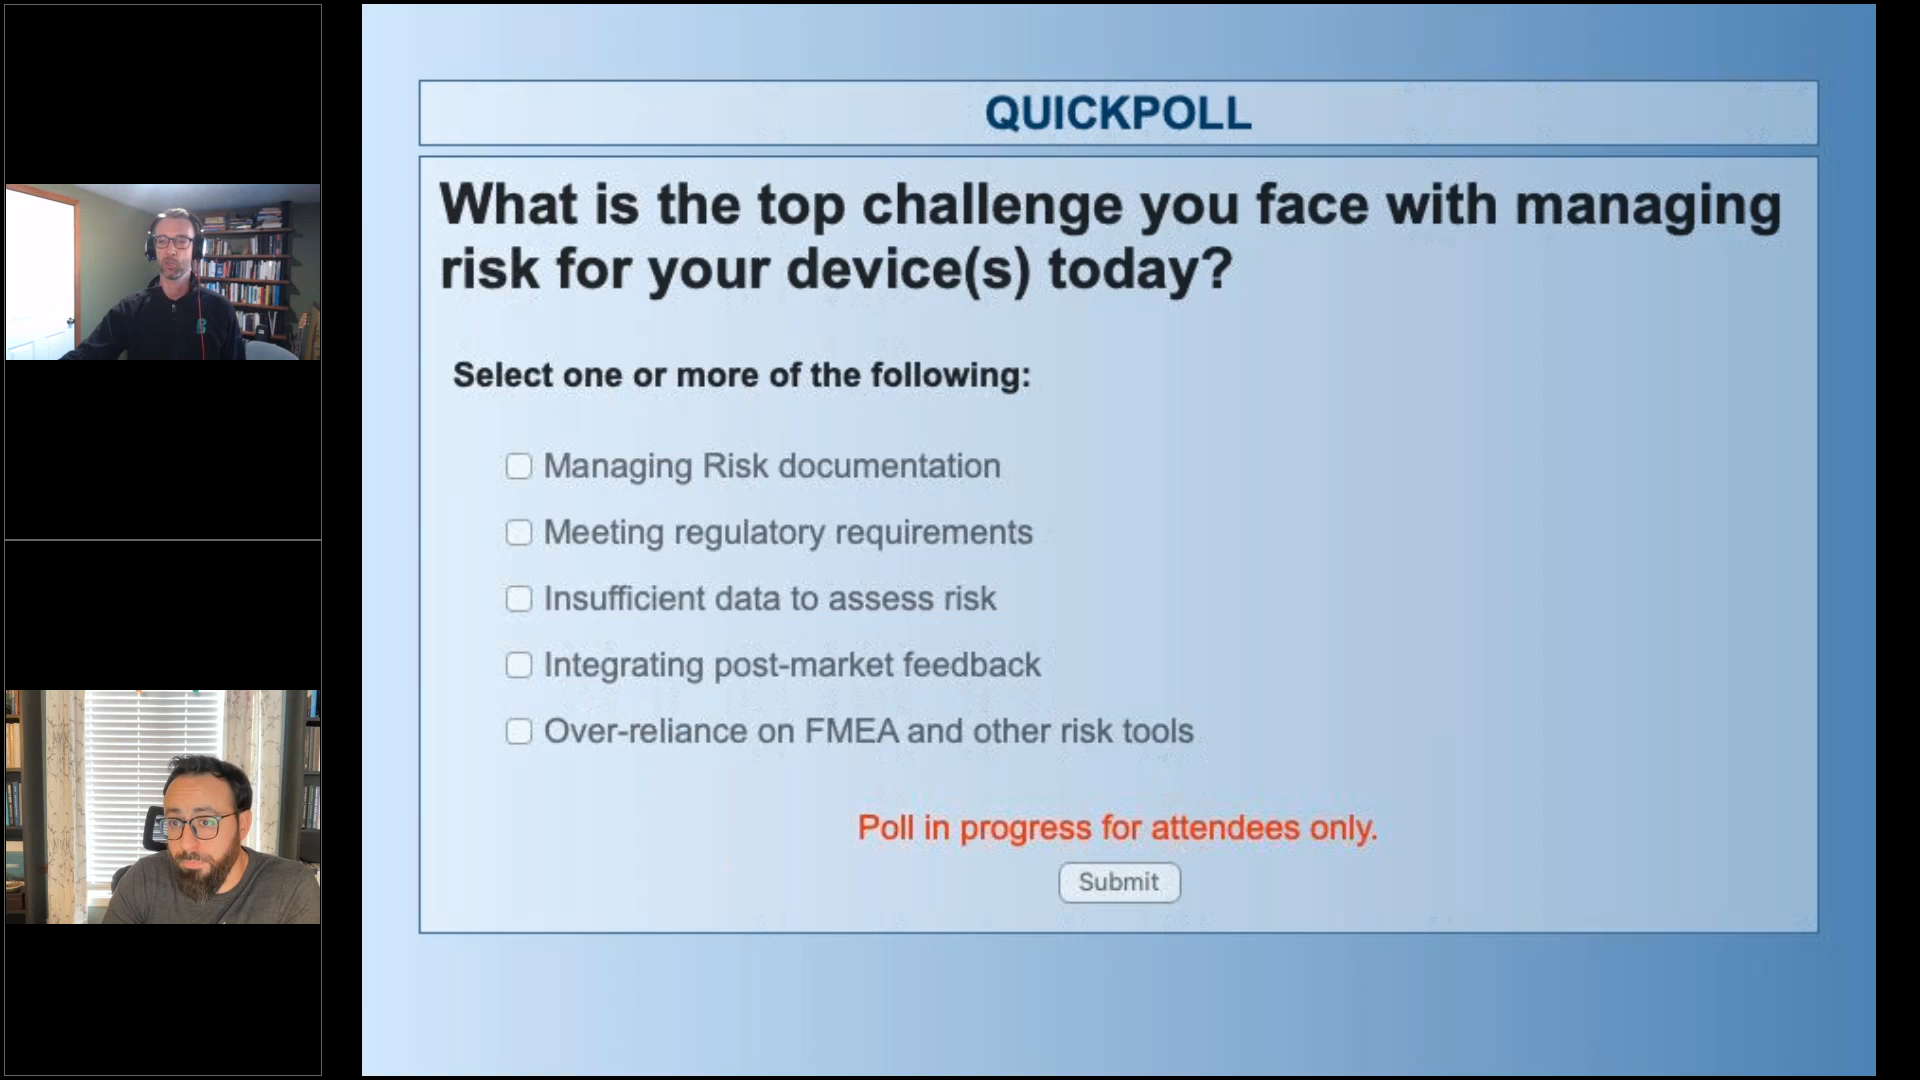 QUICKPOLL
What is the top challenge you face with managing
risk for your device(s) today?
Select one or more of the following:
Managing Risk documentation
Meeting regulatory requirements
Insufficient data to assess risk
Integrating post-market feedback
Over-reliance on FMEA and other risk tools
Poll in progress for attendees only.
Submit